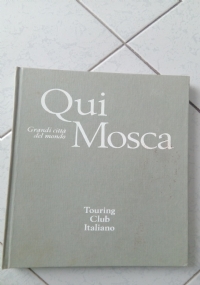 Qui
Grandi città
del mondo
Mosca
Touring
Club
Italiano